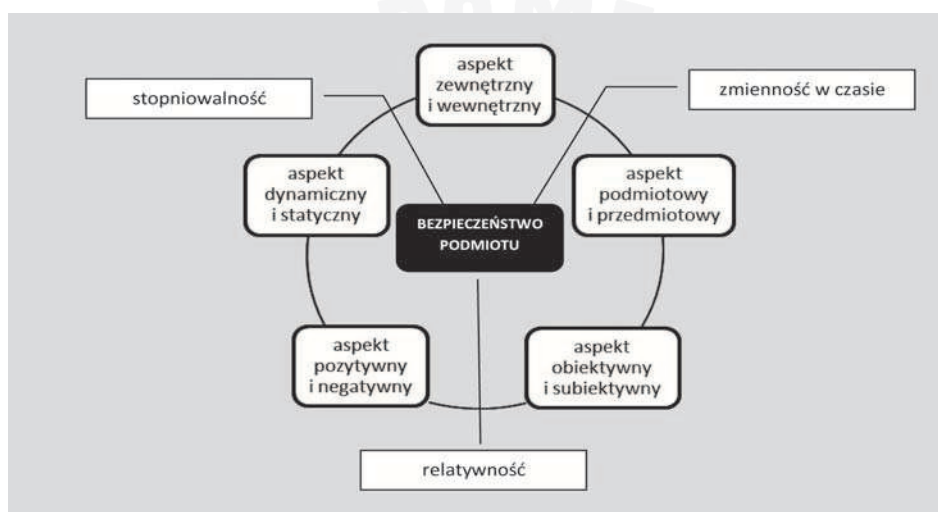 aspekt
zewnętrzny
i wewnętrzny
stopniowalność
zmienność w czasie
aspekt
dynamiczny
i statyczny
aspekt
podmiotowy
i przedmiotowy
BEZPIECZEŃSTWO
PODMIOTU
aspekt
pozytywny
i negatywny
aspekt
obiektywny
i subiektywny
relatywność